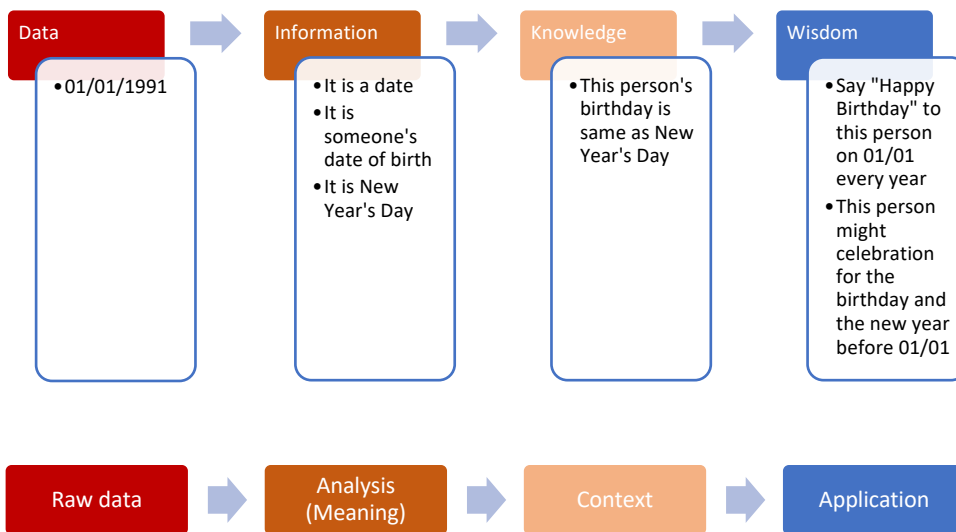 Data
•01/01/1991
Information
•It is a date
•It is
someone's
date of birth
•It is New
Year's Day
Knowledge
•This person's
birthday is
same as New
Year's Day
Wisdom
•Say "Happy
Birthday" to
this person
on 01/01
every year
•This person
might
celebration
for the
birthday and
the new year
before 01/01
Raw data
Analysis
(Meaning)
Context
Application